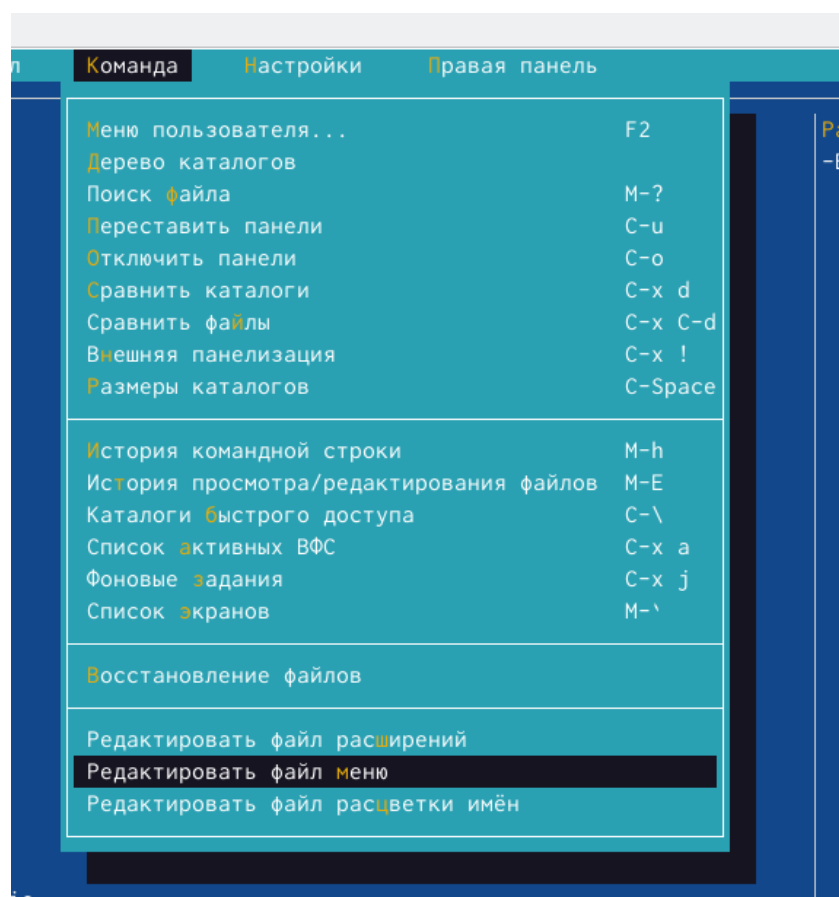 л Команда Настройки Правая панель
Меню пользователя... F2
Дерево каталогов
Поиск файла M-?
Переставить панели C-u
Отключить панели C-o
Сравнить каталоги C-x d
Сравнить файлы C-x C-d
Внешняя панелизация C-x !
Размеры каталогов C-Space
История командной строки M-h
История просмотра/редактирования файлов M-E
Каталоги быстрого доступа C-\
Список активных ВФС C-x a
Фоновые задания C-x j
Список экранов M-`
Восстановление файлов
Редактировать файл расширений
Редактировать файл меню
Редактировать файл расцветки имён